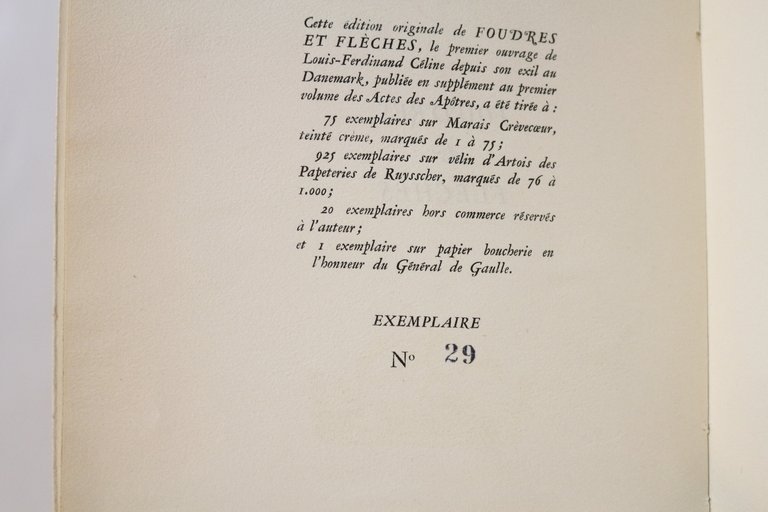 Cette édition originale de FOUDRES
ET FLÈCHES, le premier ouvrage de
Louis-Ferdinand Céline depuis son exil au
Danemark, publiée en supplément au premier
volume des Actes des Apôtres, a été tirée à :
75 exemplaires sur Marais Crèvecœur,
teinté crème, marqués de 1 à 75 ;
925 exemplaires sur vélin d'Artois des
Papeteries de Ruysscher, marqués de 76 à
1.000 ;
20 exemplaires hors commerce réservés
à l'auteur ;
et 1 exemplaire sur papier boucherie en
l'honneur du Général de Gaulle.
EXEMPLAIRE
Nº 29